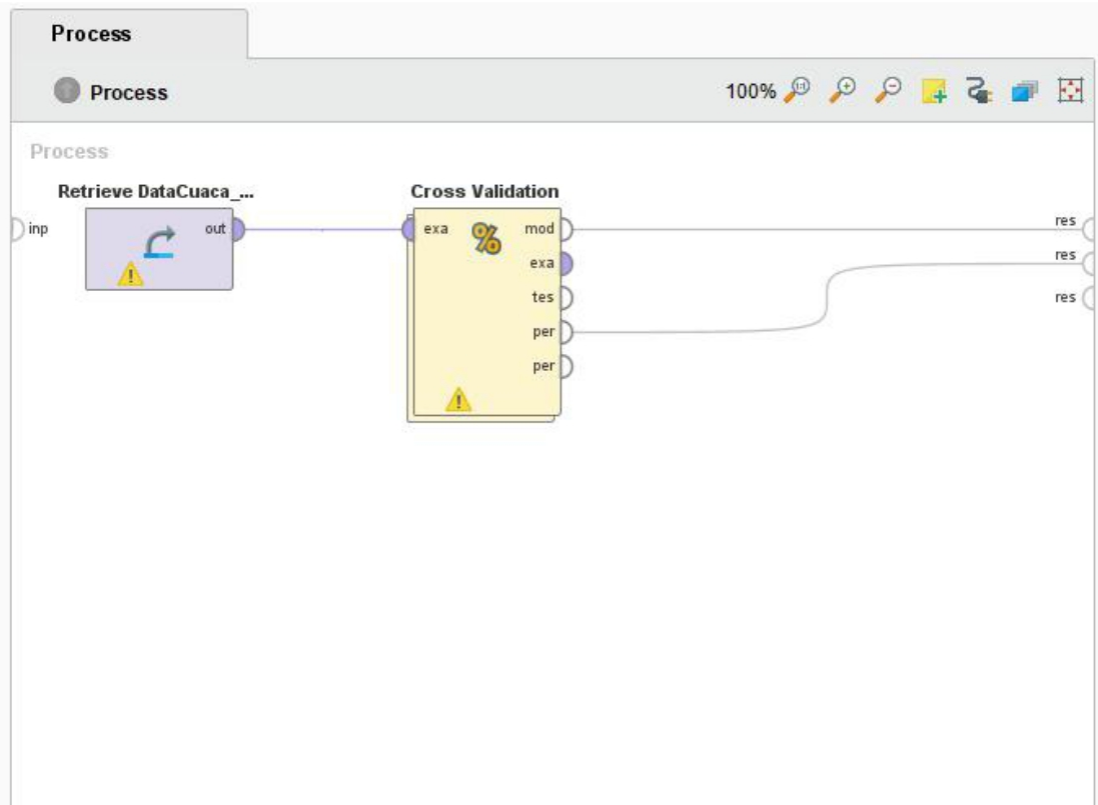 Process
Process
100%
Process
Retrieve DataCuaca_...
Cross Validation
inp
out
exa
%
mod
exa
tes
per
per
res
res
res